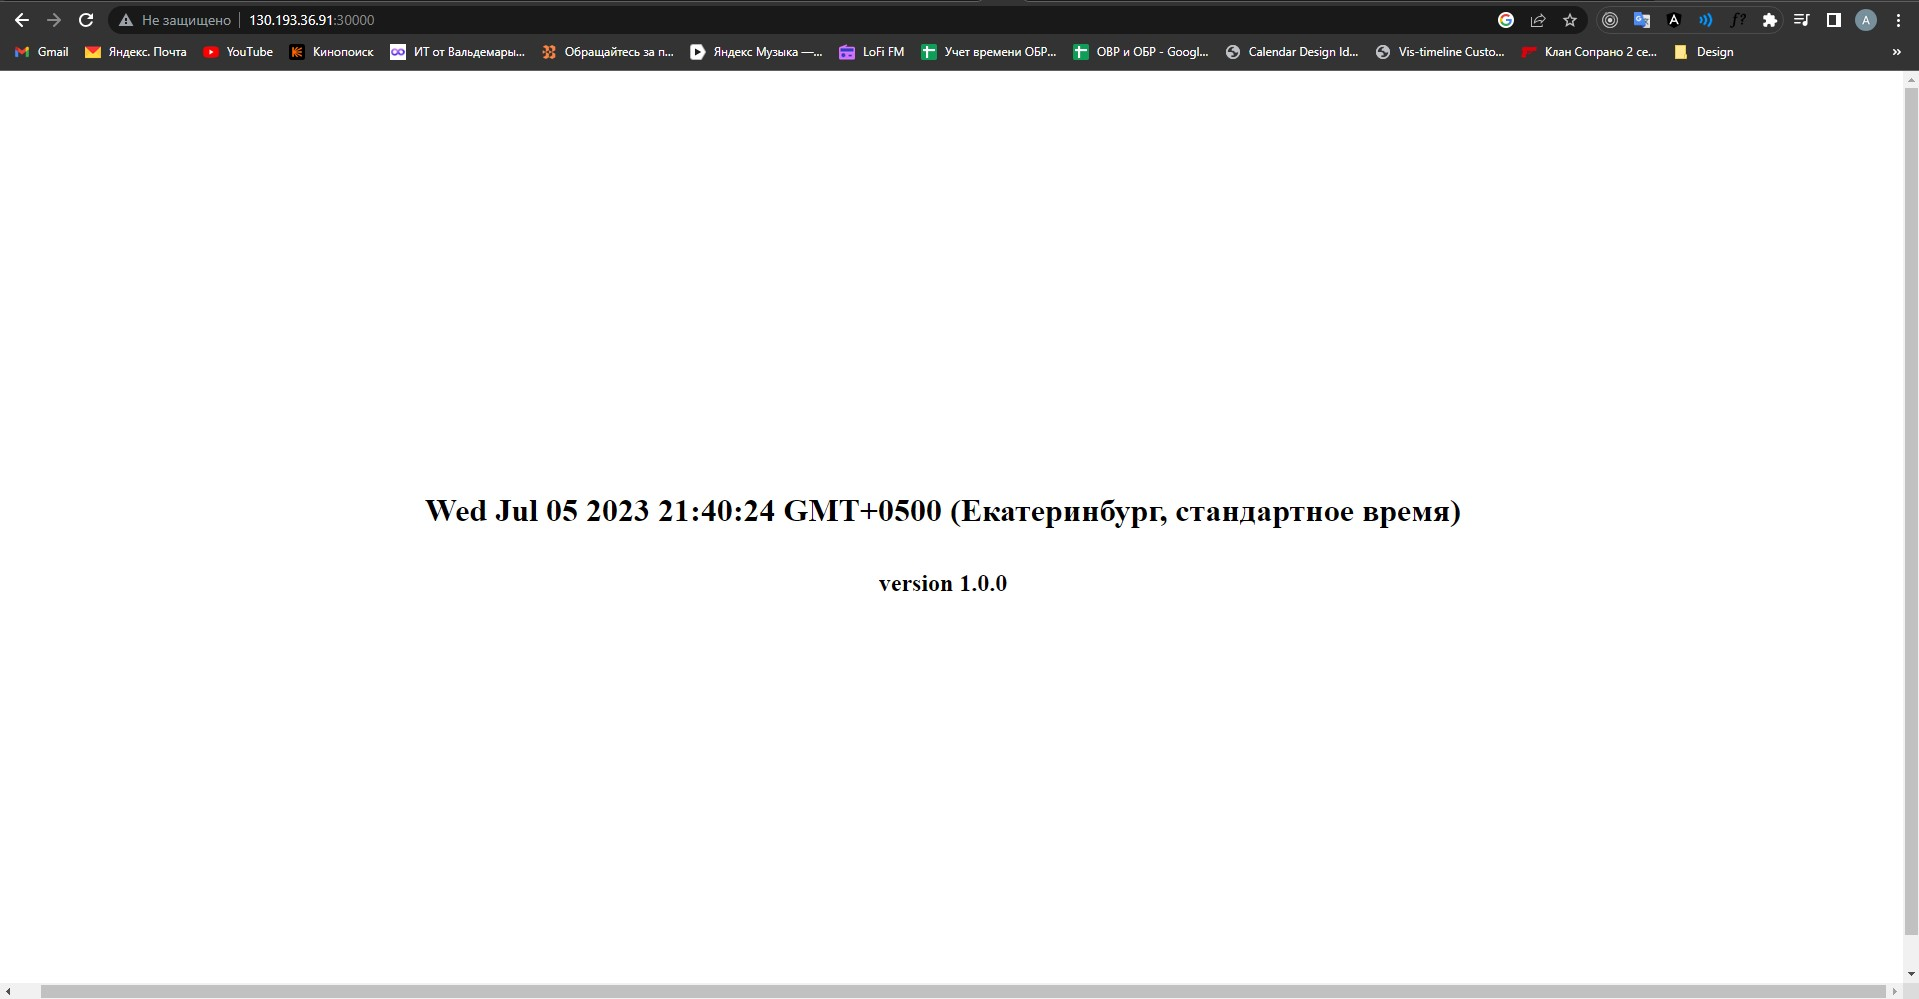 Не защищено 130.193.36.91:30000
Gmail Яндекс. Почта YouTube Кинопоиск ИТ от Вальдемары... Обращайтесь за п... Яндекс Музыка —... LoFi FM Учет времени ОБР... ОВР и ОБР - Googl... Calendar Design Id... Vis-timeline Custo... Клан Сопрано 2 се... Design »
Wed Jul 05 2023 21:40:24 GMT+0500 (Екатеринбург, стандартное время)
version 1.0.0